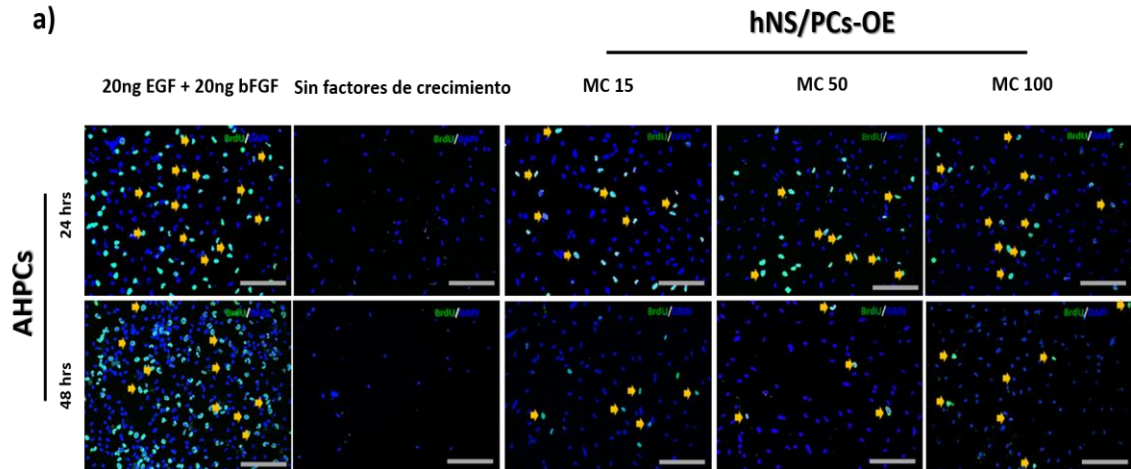 a)
hNS/PCs-OE
20ng EGF + 20ng bFGF Sin factores de crecimiento MC 15 MC 50 MC 100
AHPCs
24 hrs
BrdU/DAPI BrdU/DAPI BrdU/DAPI BrdU/DAPI BrdU/DAPI
48 hrs
BrdU/DAPI BrdU/DAPI BrdU/DAPI BrdU/DAPI BrdU/DAPI